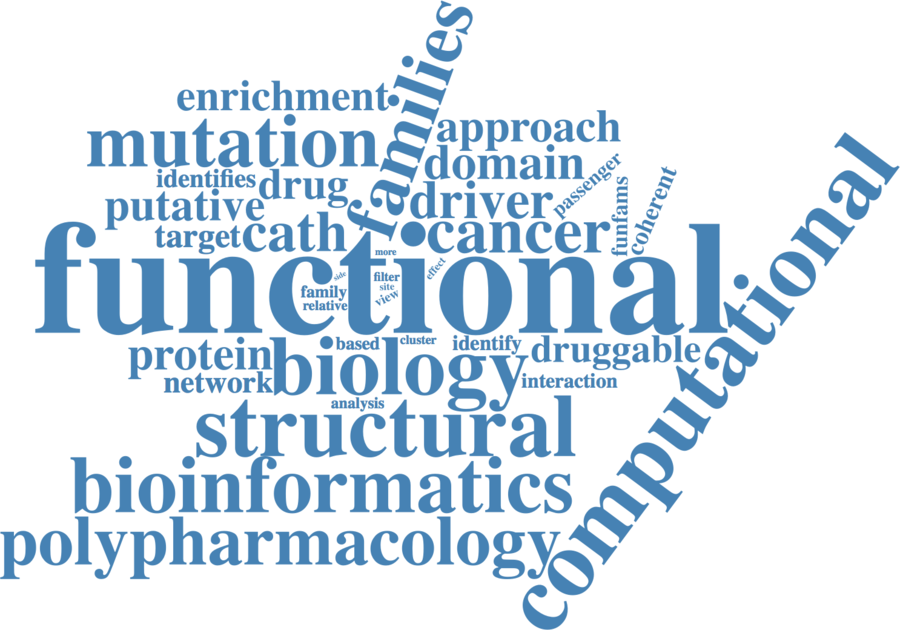 families
enrichment
mutation
approach
domain
identifies
drug
passenger
putative
driver
funfams
coherent
target
cath
cancer
functional
computational
more
side
filter
effect
site
family
view
relative
protein
based
cluster
identify
druggable
biology
network
interaction
analysis
structural
bioinformatics
polypharmacology